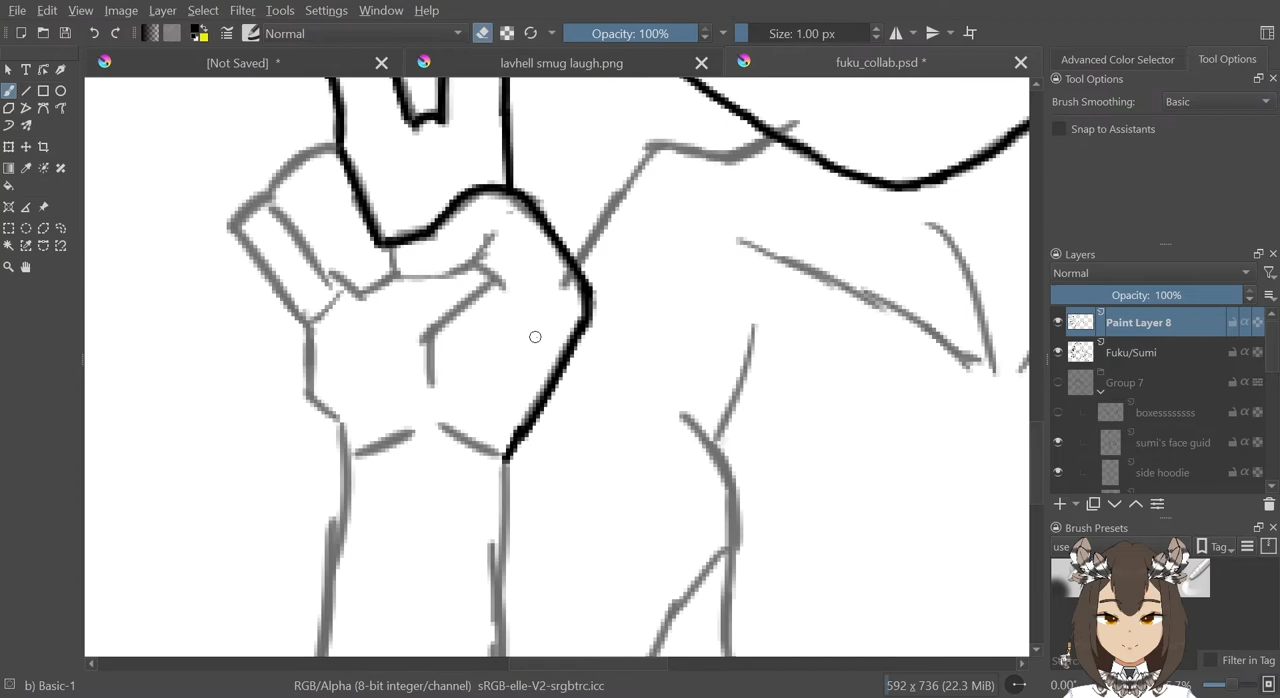 File Edit View Image Layer Select Filter Tools Settings Window Help
Normal Opacity: 100% Size: 1.00 px
[Not Saved] * lavhell smug laugh.png fuku_collab.psd *
Advanced Color Selector Tool Options
Tool Options
Brush Smoothing: Basic
Snap to Assistants
Layers
Normal
Opacity: 100%
Paint Layer 8
Fuku/Sumi
Group 7
boxessssssss
sumi's face guid
side hoodie
Brush Presets
use Tag
Filter in Tag
b) Basic-1 RGB/Alpha (8-bit integer/channel) sRGB-elle-V2-srgbtrc.icc 592 x 736 (22.3 MiB) 0.00°